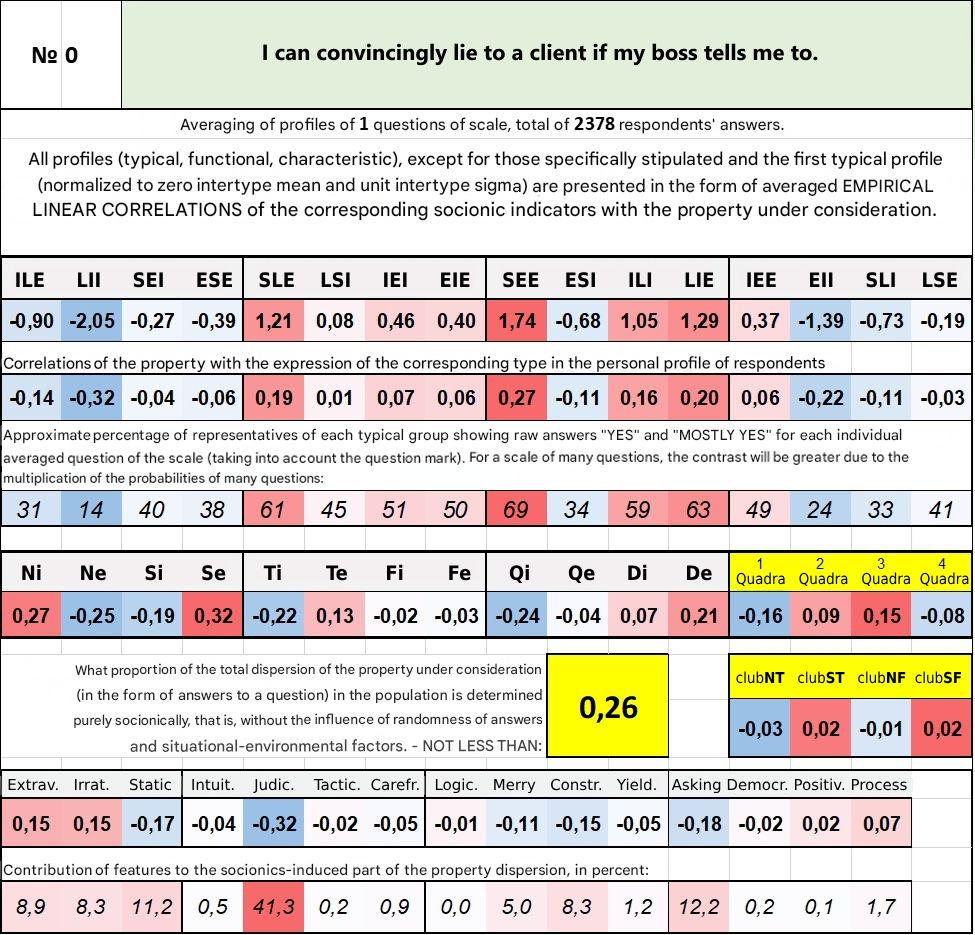 № 0
I can convincingly lie to a client if my boss tells me to.
Averaging of profiles of 1 questions of scale, total of 2378 respondents' answers.
All profiles (typical, functional, characteristic), except for those specifically stipulated and the first typical profile
(normalized to zero intertype mean and unit intertype sigma) are presented in the form of averaged EMPIRICAL
LINEAR CORRELATIONS of the corresponding socionic indicators with the property under consideration.
ILE LII SEI ESE SLE LSI IEI EIE SEE ESI ILI LIE IEE EII SLI LSE
-0,90 -2,05 -0,27 -0,39 1,21 0,08 0,46 0,40 1,74 -0,68 1,05 1,29 0,37 -1,39 -0,73 -0,19
Correlations of the property with the expression of the corresponding type in the personal profile of respondents
-0,14 -0,32 -0,04 -0,06 0,19 0,01 0,07 0,06 0,27 -0,11 0,16 0,20 0,06 -0,22 -0,11 -0,03
Approximate percentage of representatives of each typical group showing raw answers "YES" and "MOSTLY YES" for each individual
averaged question of the scale (taking into account the question mark). For a scale of many questions, the contrast will be greater due to the
multiplication of the probabilities of many questions:
31 14 40 38 61 45 51 50 69 34 59 63 49 24 33 41
Ni Ne Si Se Ti Te Fi Fe Qi Qe Di De 1 Quadra 2 Quadra 3 Quadra 4 Quadra
0,27 -0,25 -0,19 0,32 -0,22 0,13 -0,02 -0,03 -0,24 -0,04 0,07 0,21 -0,16 0,09 0,15 -0,08
What proportion of the total dispersion of the property under consideration
(in the form of answers to a question) in the population is determined
purely socionically, that is, without the influence of randomness of answers
and situational-environmental factors. - NOT LESS THAN:
0,26
clubNT clubST clubNF clubSF
-0,03 0,02 -0,01 0,02
Extrav. Irrat. Static Intuit. Judic. Tactic. Carefr. Logic. Merry Constr. Yield. Asking Democr. Positiv. Process
0,15 0,15 -0,17 -0,04 -0,32 -0,02 -0,05 -0,01 -0,11 -0,15 -0,05 -0,18 -0,02 0,02 0,07
Contribution of features to the socionics-induced part of the property dispersion, in percent:
8,9 8,3 11,2 0,5 41,3 0,2 0,9 0,0 5,0 8,3 1,2 12,2 0,2 0,1 1,7